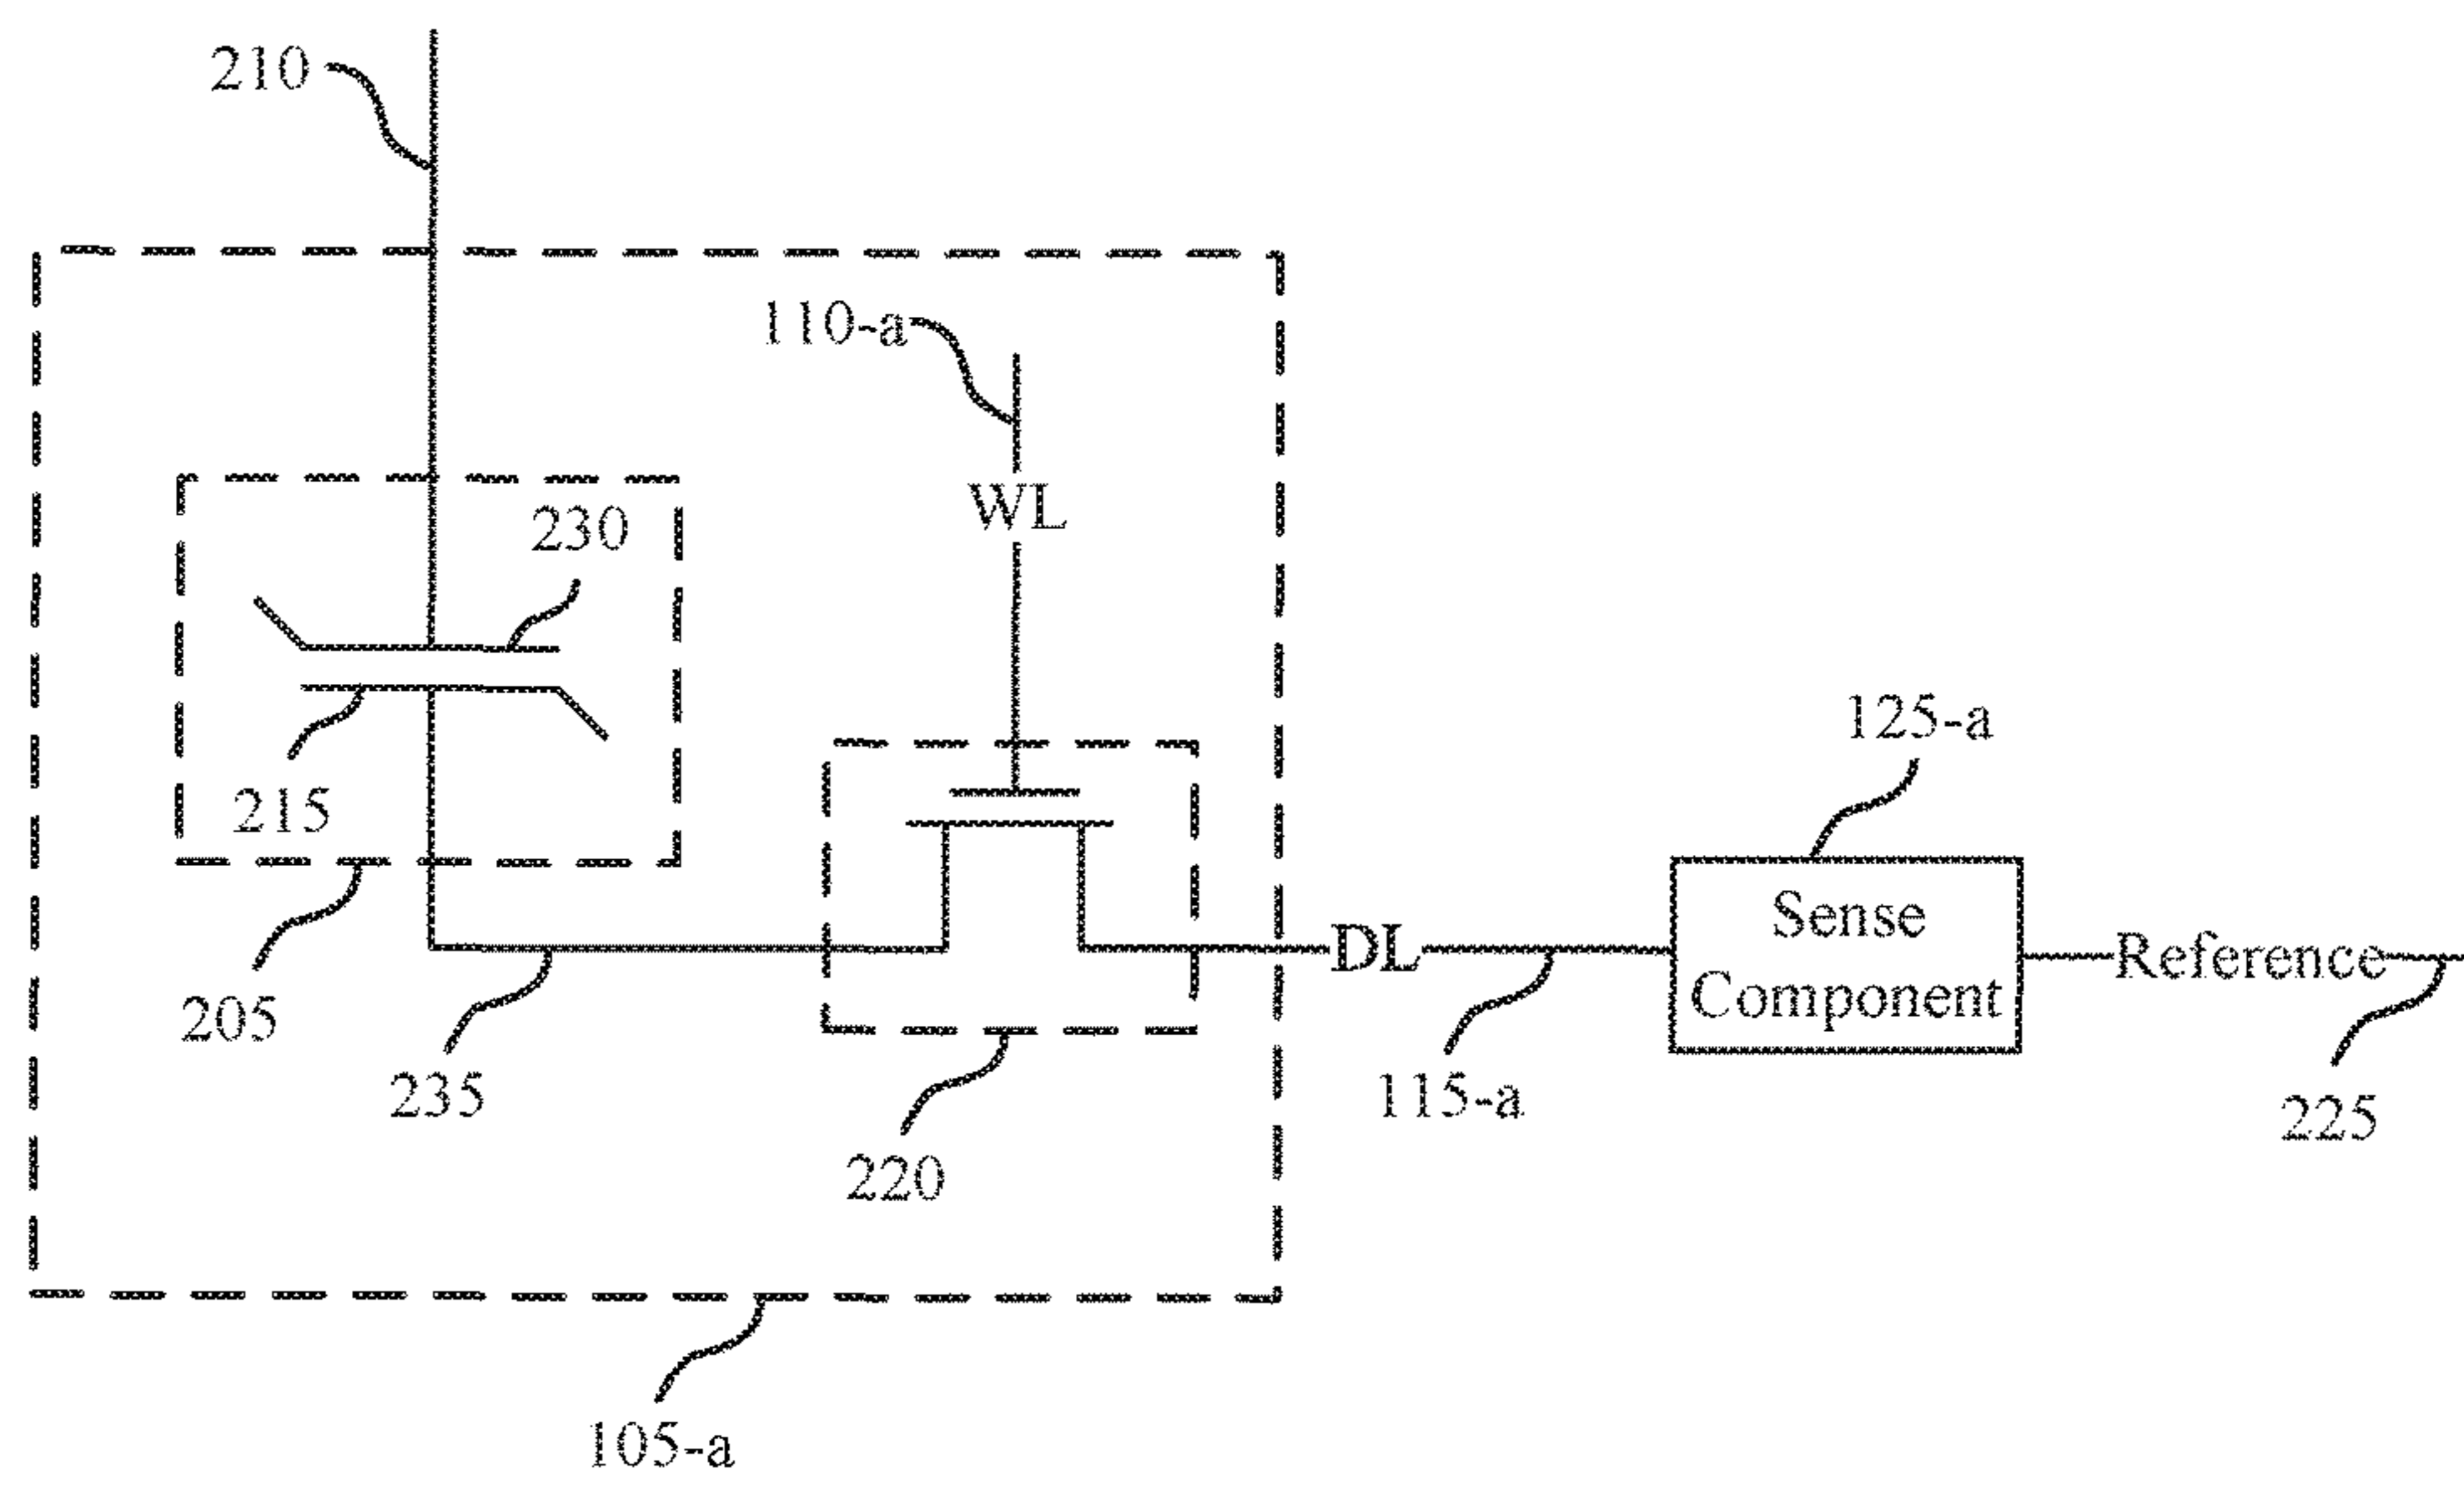 210
110-a
WL
230
125-a
215
Sense
Component
DL
Reference
205
235
115-a
225
220
105-a